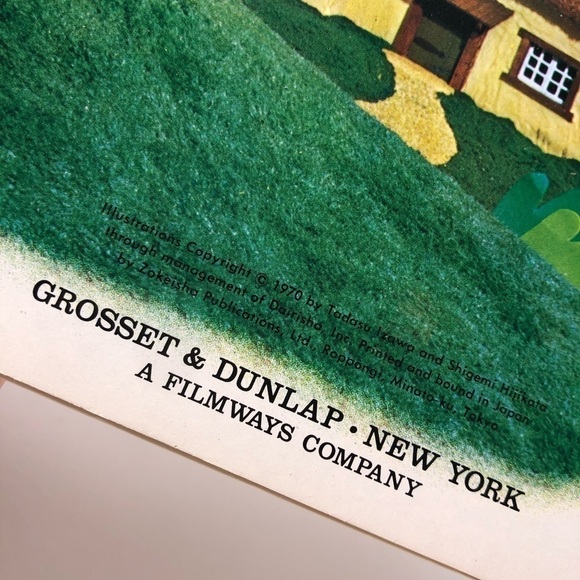 Illustrations Copyright © 1970 by Tadasu Izawa and Shigemi Hijikata
through management of Dairisha, Inc. Printed and bound in Japan
by Zokeisha Publications, Ltd., Roppongi, Minato-ku, Tokyo.
GROSSET & DUNLAP • NEW YORK
A FILMWAYS COMPANY